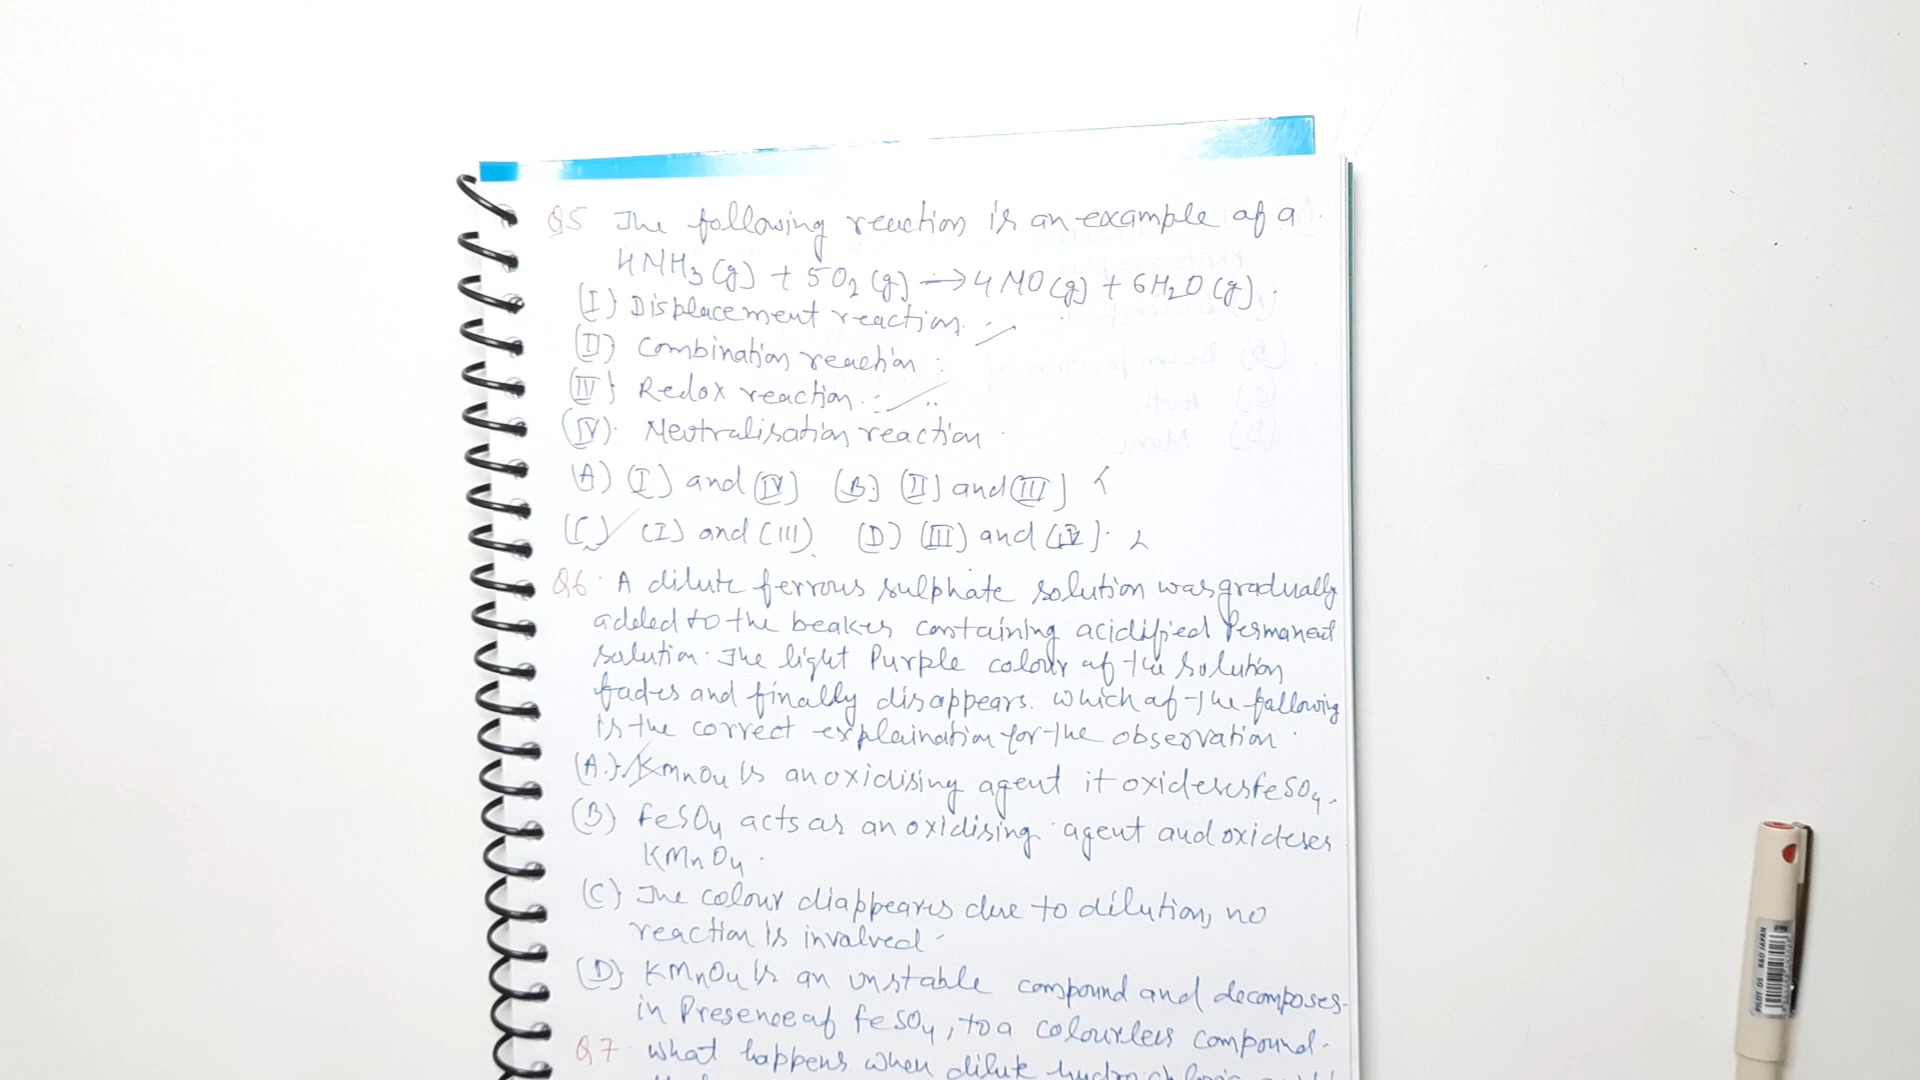 Q5 The following reaction is an example of a
4NH3 (g) + 5O2 (g) → 4NO (g) + 6H2O (g).
(I) Displacement reaction.
(II) Combination reaction.
(IV) Redox reaction.
(IV). Neutralisation reaction
(A) (I) and (IV) (B) (II) and (III)
(C) (I) and (III). (D) (III) and (IV).
Q6. A dilute ferrous sulphate solution was gradually
added to the beaker containing acidified Permanent
solution. The light Purple colour of the solution
fades and finally disappears. Which of the following
is the correct explaination for the observation.
(A.) KMnO4 is an oxidising agent it oxideses FeSO4.
(B) FeSO4 acts as an oxidising agent and oxideses
KMnO4.
(C) The colour diappeares due to dilution, no
reaction is involved.
(D) KMnO4 is an unstable compound and decomposes.
in Presence of FeSO4, to a colourless compound.
Q7. What happens when dilute
PILOT 05 R&D JAPAN